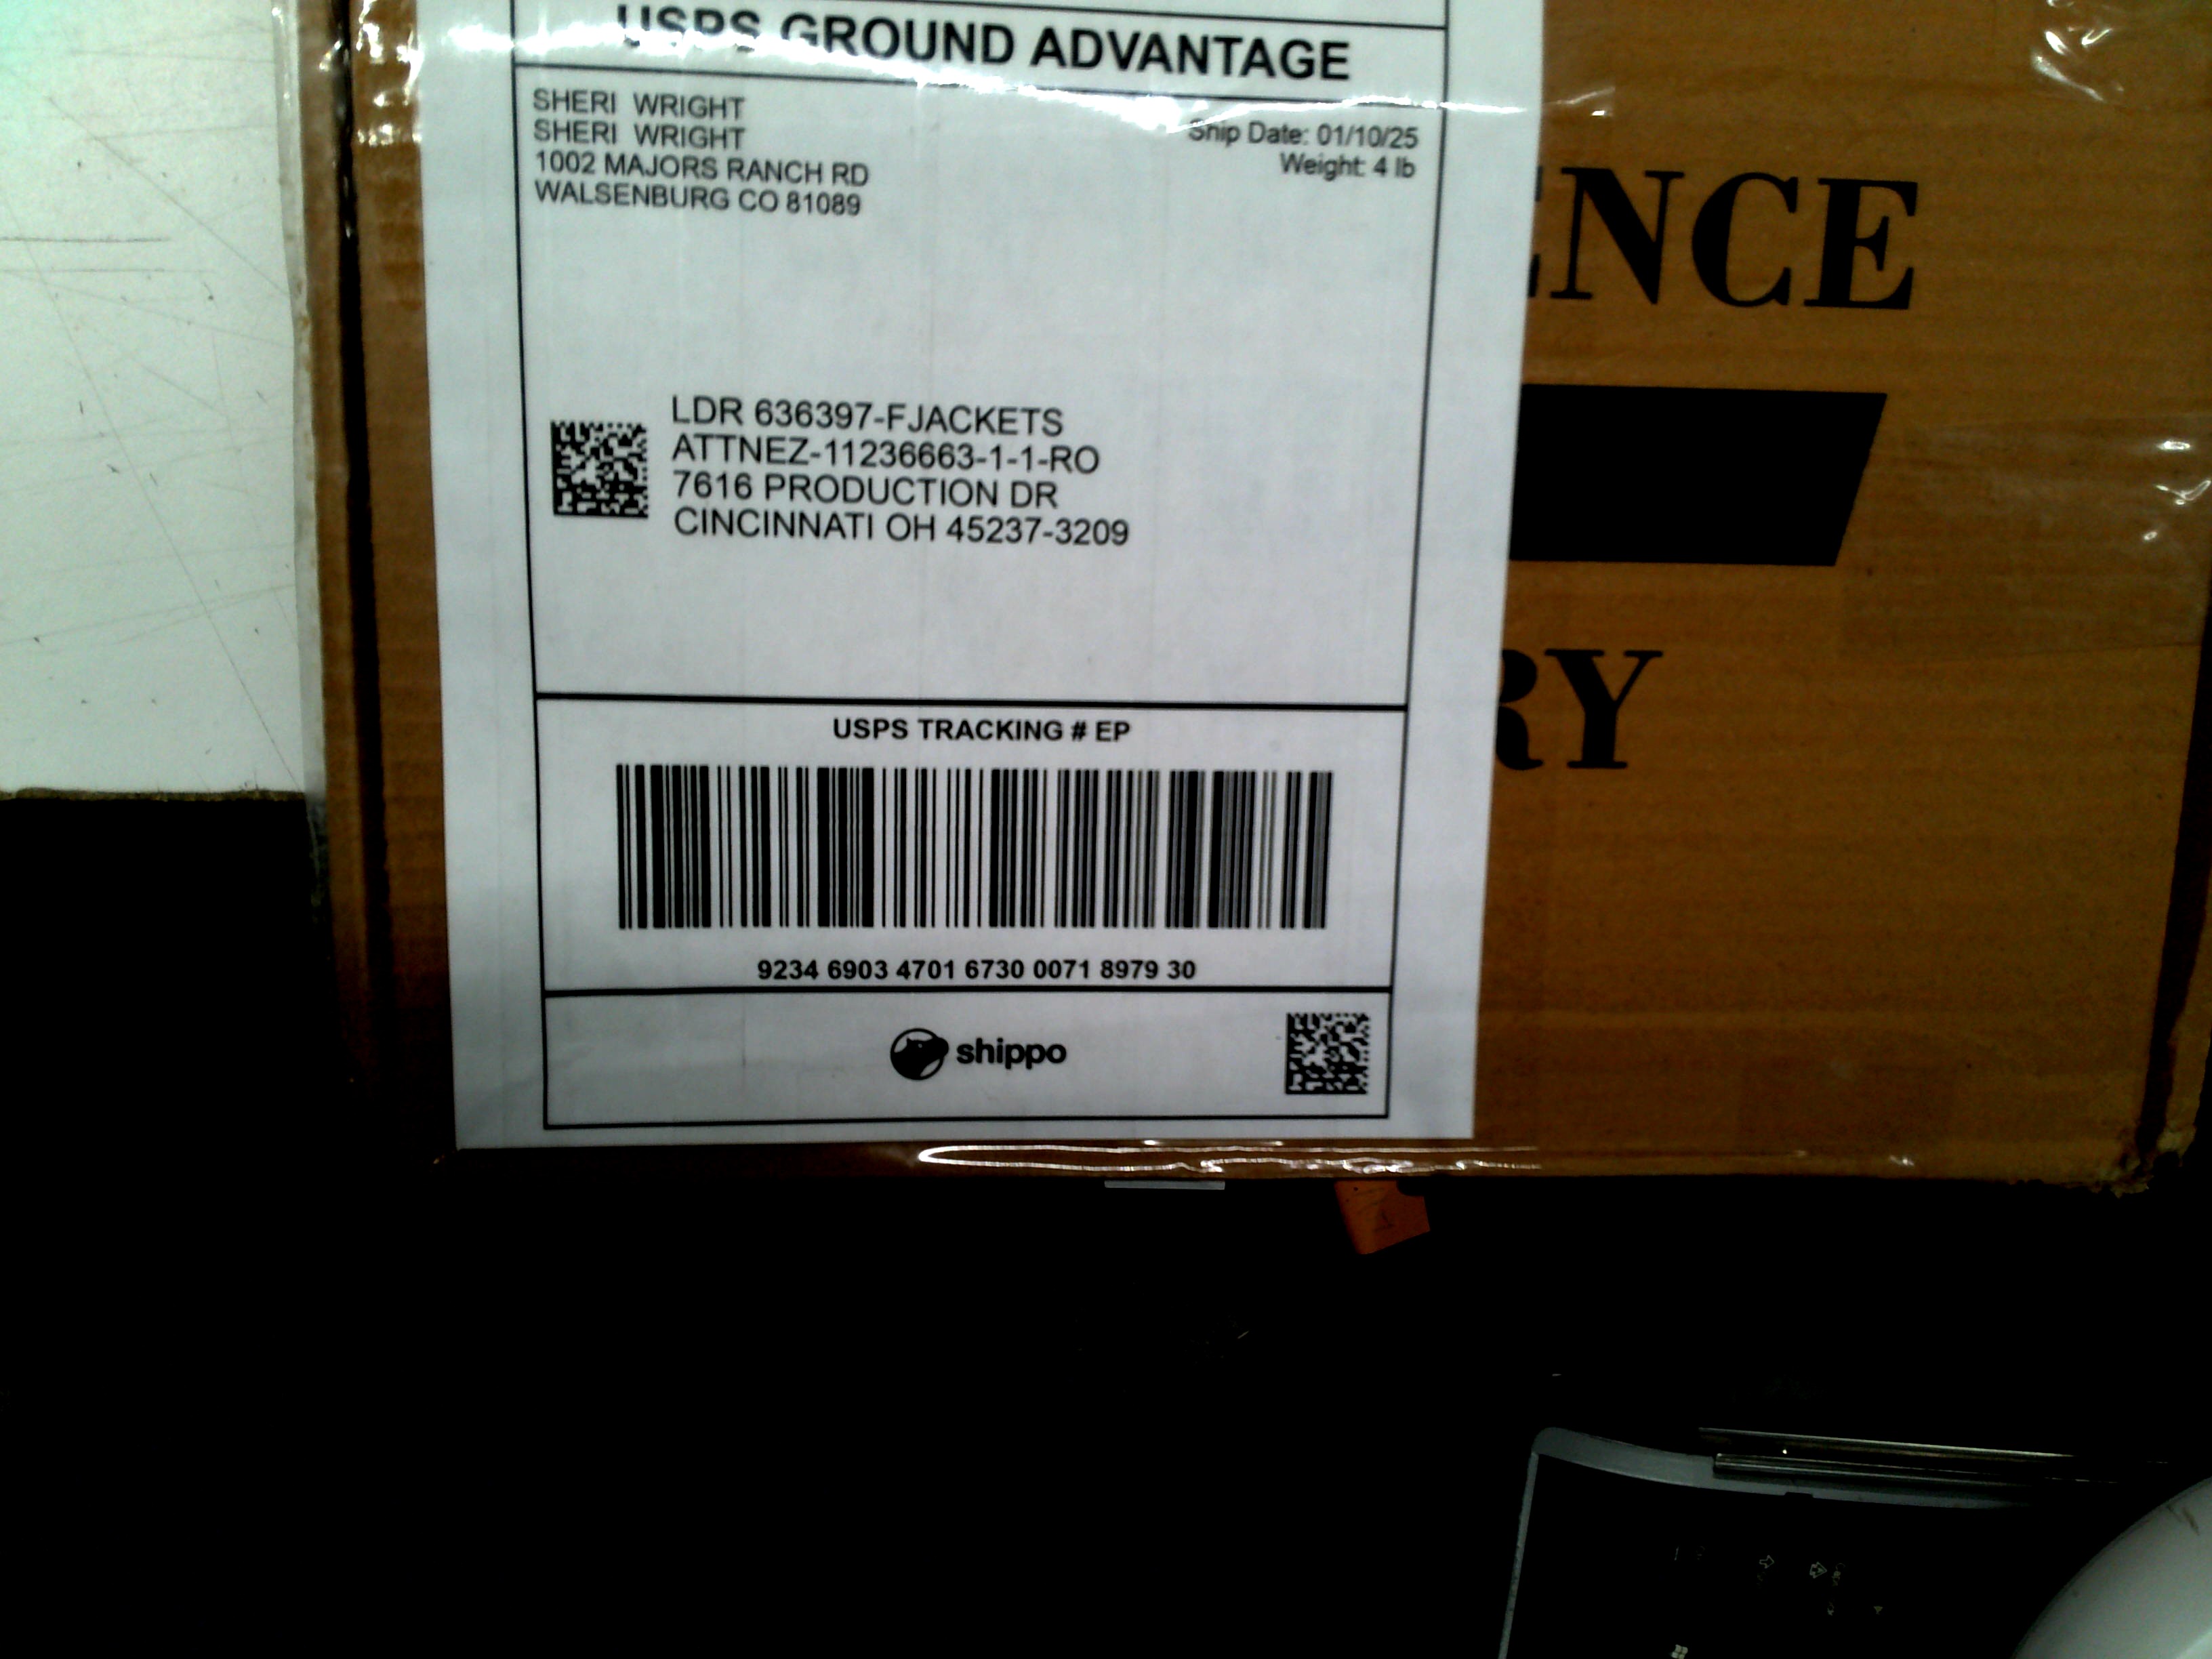 USPS GROUND ADVANTAGE
SHERI WRIGHT
SHERI WRIGHT
1002 MAJORS RANCH RD
WALSENBURG CO 81089
Ship Date: 01/10/25
Weight: 4 lb
LDR 636397-FJACKETS
ATTNEZ-11236663-1-1-RO
7616 PRODUCTION DR
CINCINNATI OH 45237-3209
USPS TRACKING # EP
9234 6903 4701 6730 0071 8979 30
shippo